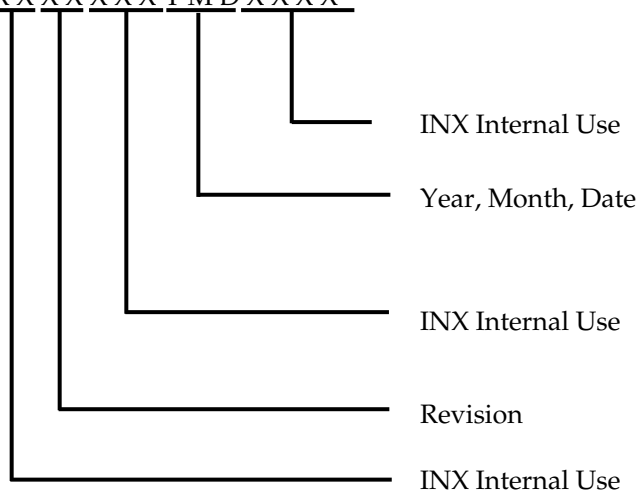 X X X X X X X Y M D X X X X
INX Internal Use
Year, Month, Date
INX Internal Use
Revision
INX Internal Use